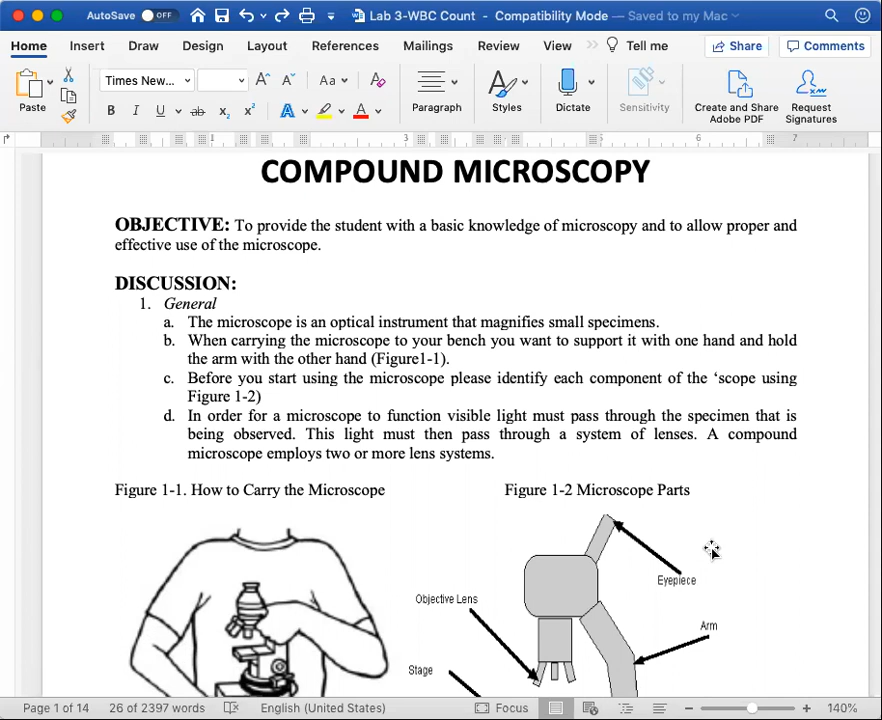 AutoSave OFF Lab 3-WBC Count - Compatibility Mode — Saved to my Mac
Home Insert Draw Design Layout References Mailings Review View Tell me Share Comments
Times New... Aa
Paste B I U ab x₂ x² A A Paragraph Styles Dictate Sensitivity Create and Share Adobe PDF Request Signatures
1 3 5 6 7
COMPOUND MICROSCOPY
OBJECTIVE: To provide the student with a basic knowledge of microscopy and to allow proper and
effective use of the microscope.
DISCUSSION:
1. General
a. The microscope is an optical instrument that magnifies small specimens.
b. When carrying the microscope to your bench you want to support it with one hand and hold
the arm with the other hand (Figure1-1).
c. Before you start using the microscope please identify each component of the ‘scope using
Figure 1-2)
d. In order for a microscope to function visible light must pass through the specimen that is
being observed. This light must then pass through a system of lenses. A compound
microscope employs two or more lens systems.
Figure 1-1. How to Carry the Microscope Figure 1-2 Microscope Parts
Eyepiece
Objective Lens
Arm
Stage
Page 1 of 14 26 of 2397 words English (United States) Focus 140%